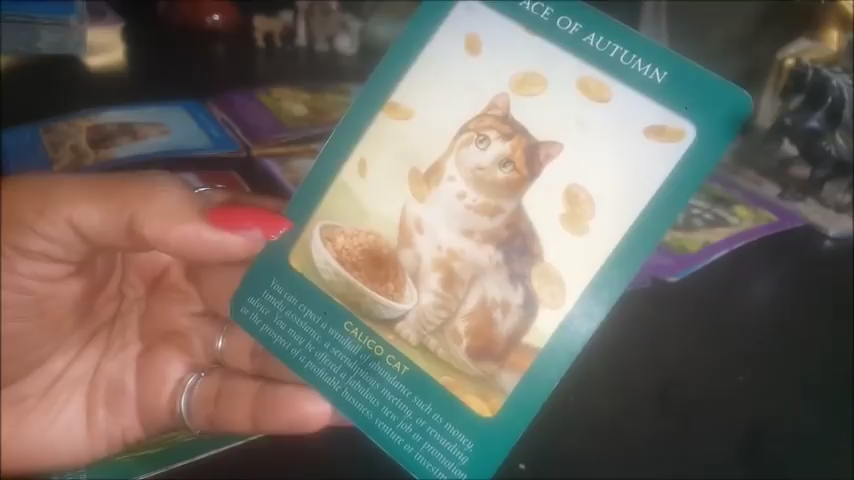 ACE OF AUTUMN
CALICO CAT
You can expect a windfall of abundance such as money,
timely assistance, a serendipitous meeting, or rewarding
advice. You may be offered a fabulous new job or promotion
or the prospect of a profitable business, venture or investm